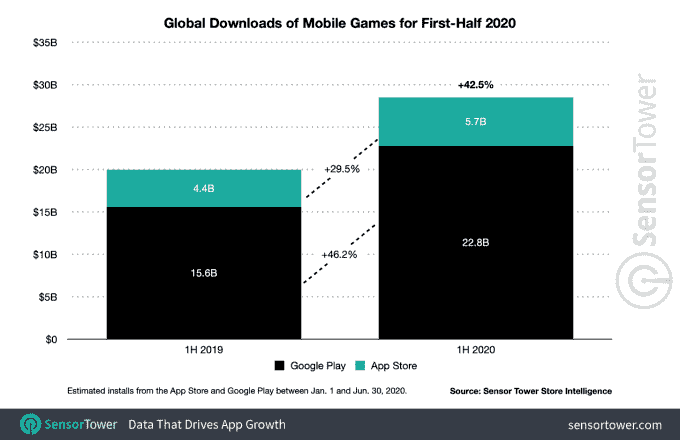 Global Downloads of Mobile Games for First-Half 2020
$35B
$30B
$25B
$20B
$15B
$10B
$5B
$0
+42.5%
5.7B
+29.5%
4.4B
+46.2%
22.8B
15.6B
1H 2019
1H 2020
Google Play
App Store
Estimated installs from the App Store and Google Play between Jan. 1 and Jun. 30, 2020.
Source: Sensor Tower Store Intelligence
SensorTower
SensorTower
Data That Drives App Growth
sensortower.com